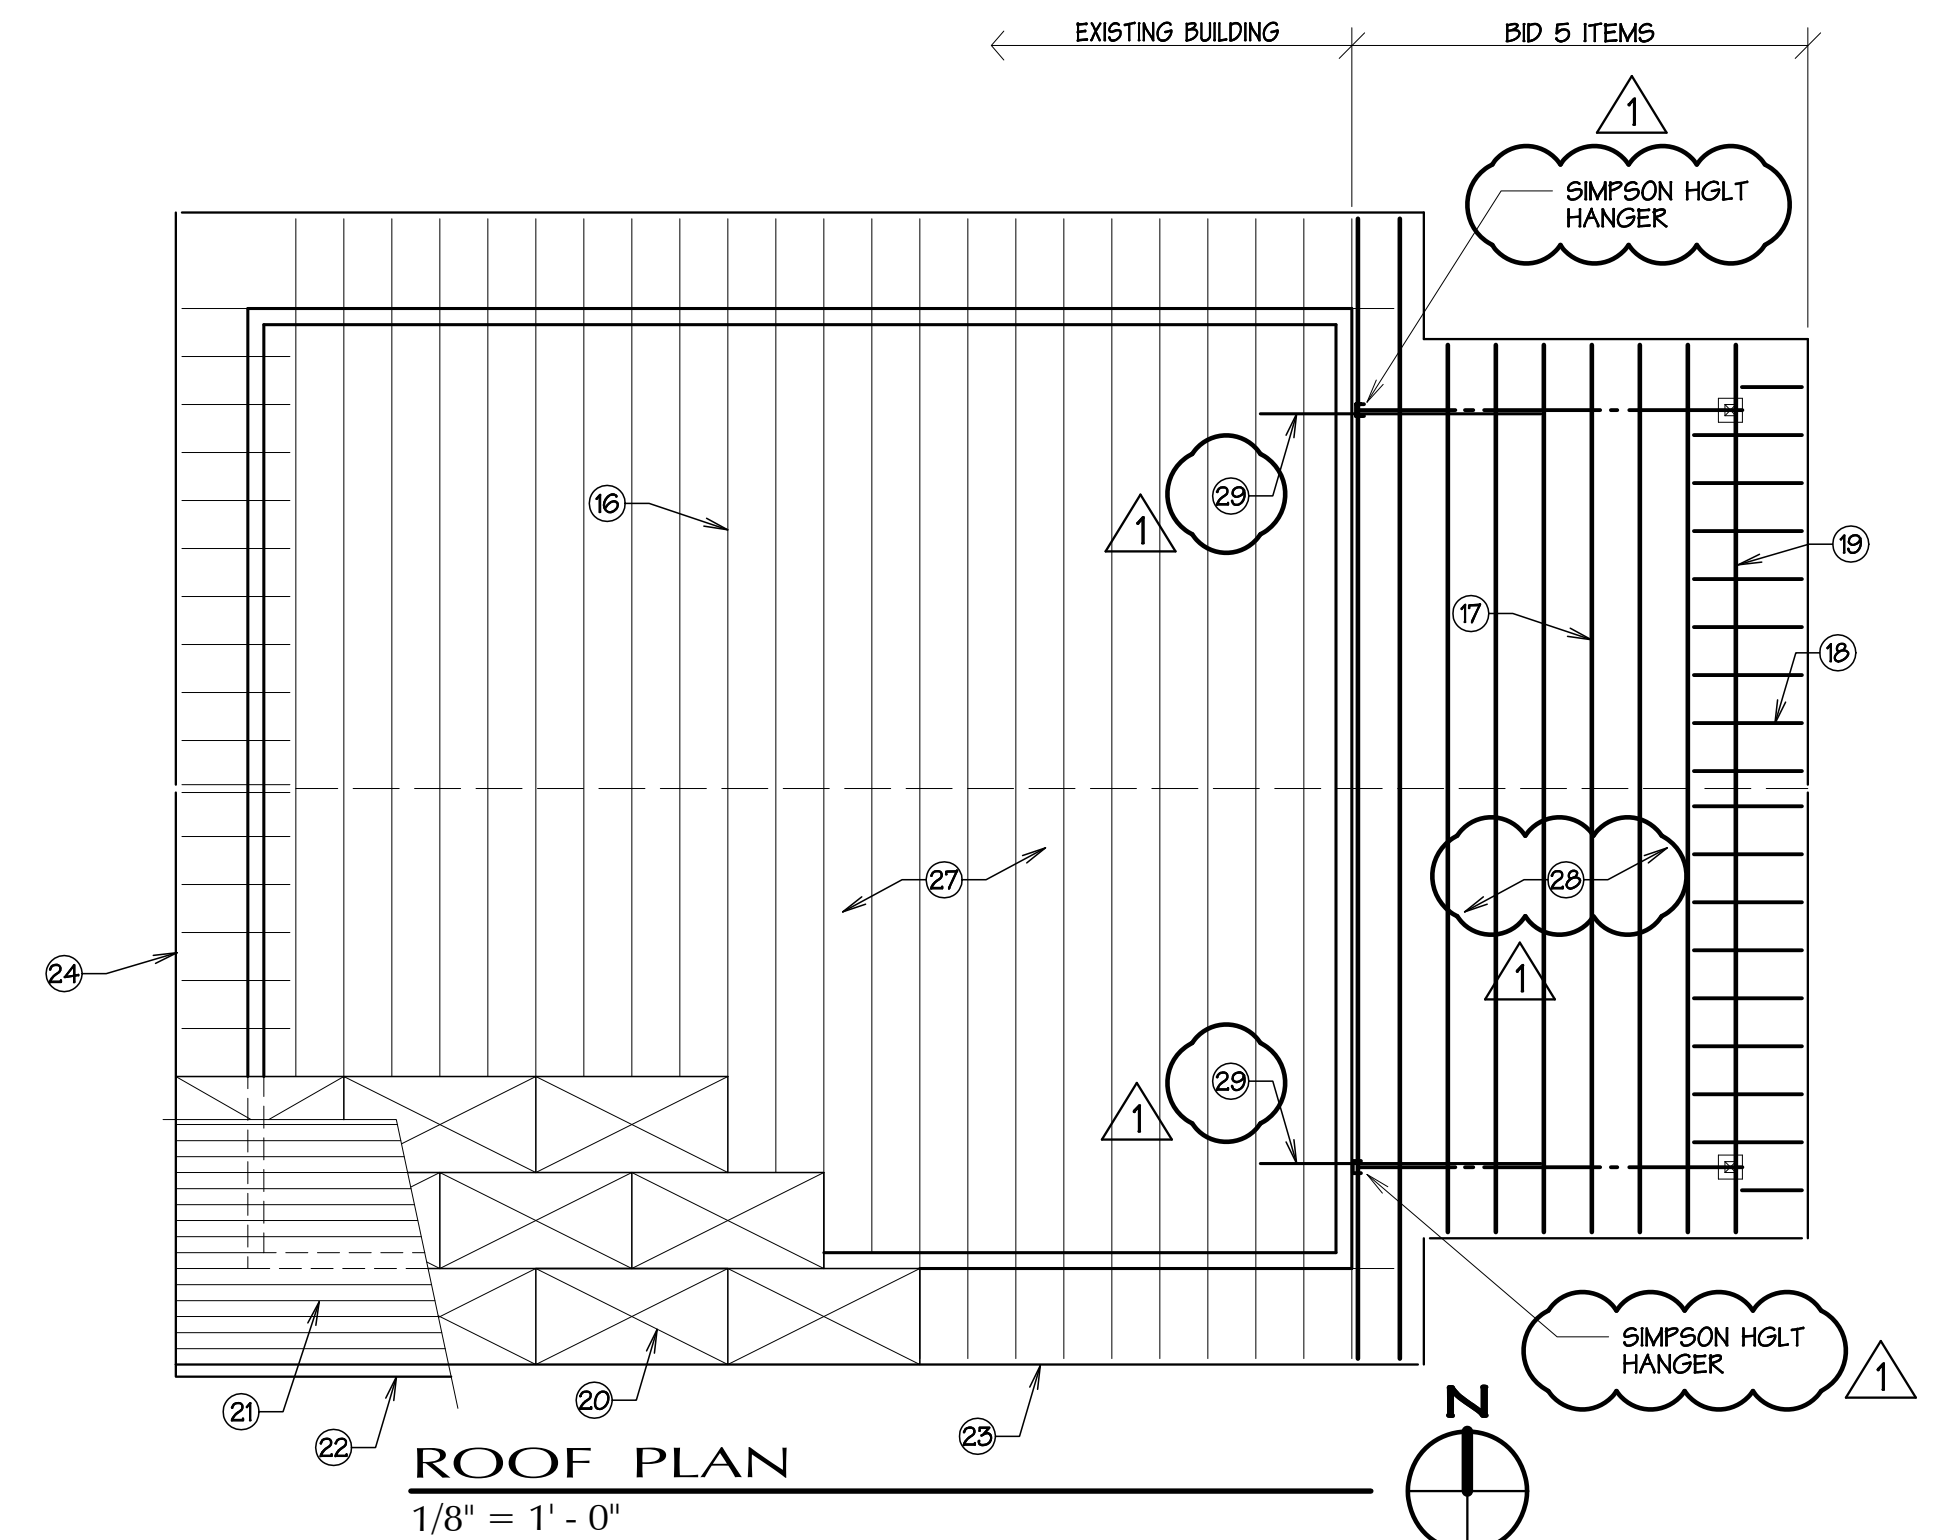 EXISTING BUILDING
BID 5 ITEMS
1
SIMPSON HGLT
HANGER
16
29
1
19
17
18
27
28
24
1
29
1
SIMPSON HGLT
HANGER
1
21
20
22
23
N
ROOF PLAN
1/8" = 1' - 0"